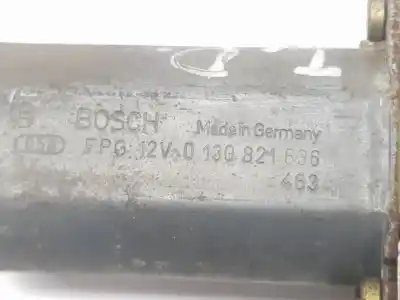 BOSCH Made in Germany
FPG 12V 0 130 821 636
463